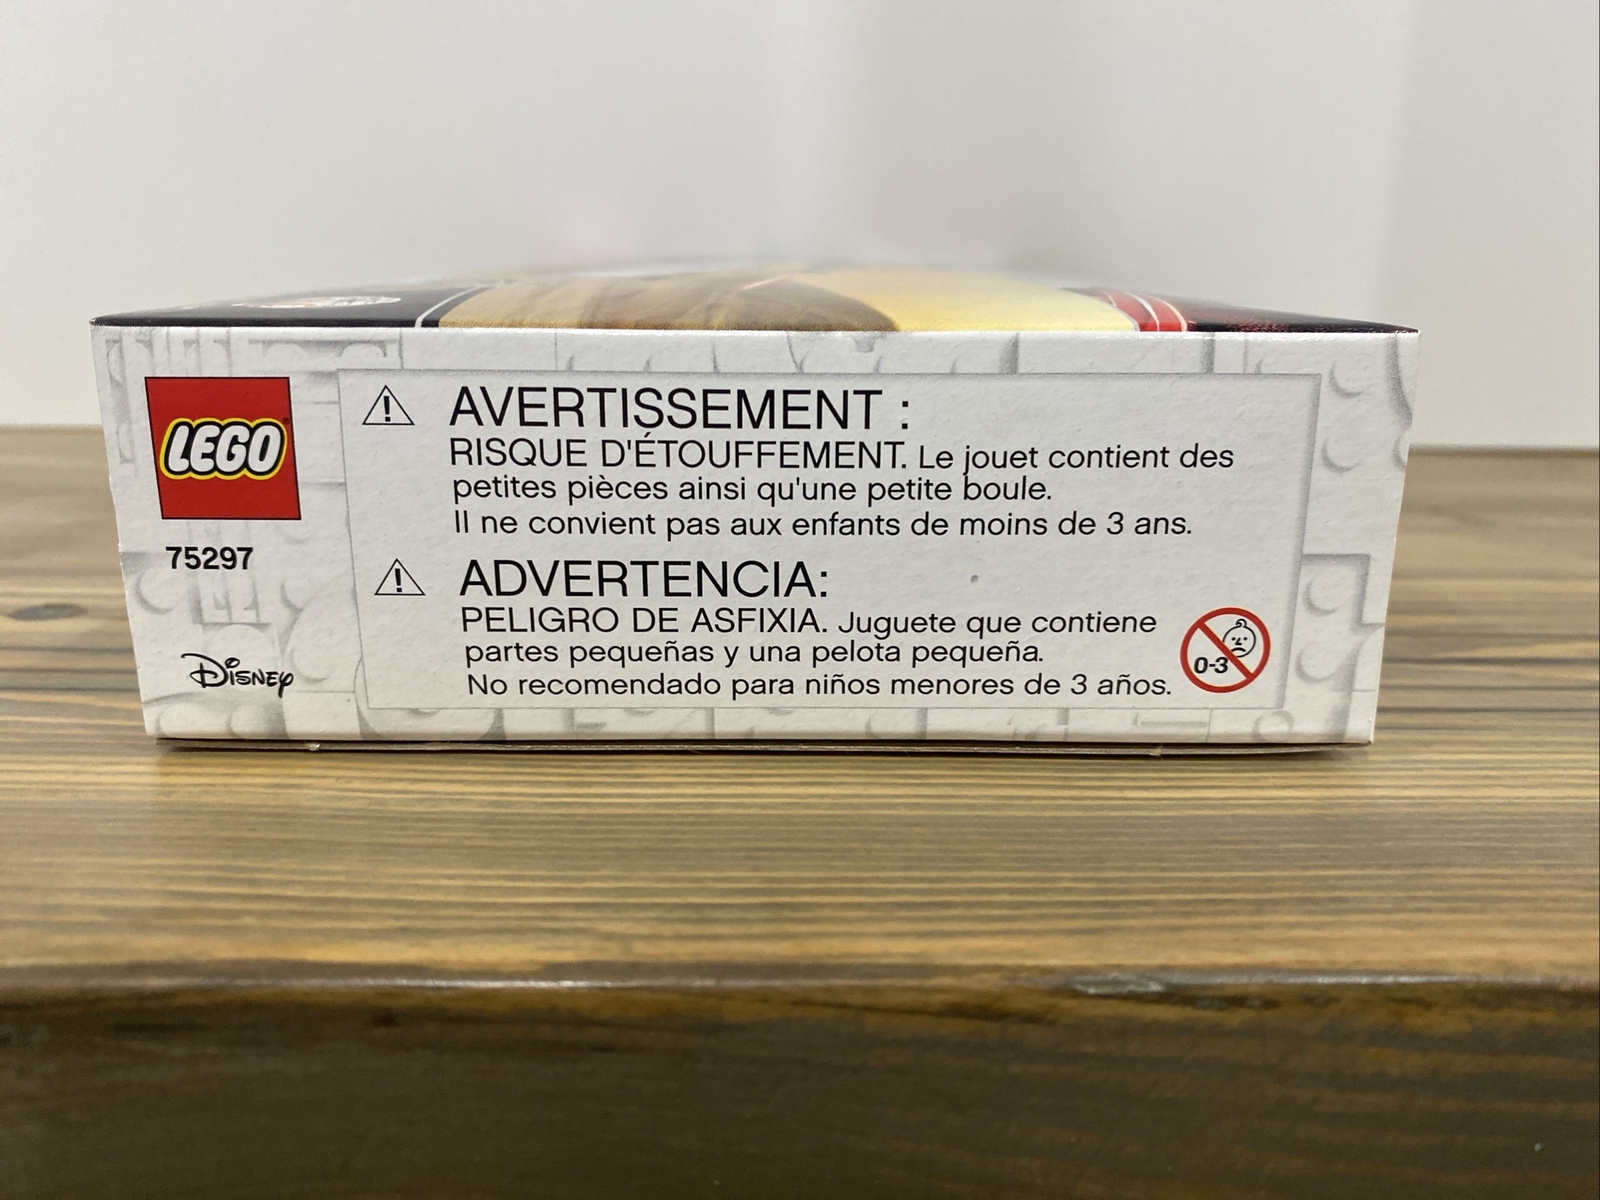 LEGO
75297
Disney
AVERTISSEMENT :
RISQUE D'ÉTOUFFEMENT. Le jouet contient des
petites pièces ainsi qu'une petite boule.
Il ne convient pas aux enfants de moins de 3 ans.
ADVERTENCIA:
PELIGRO DE ASFIXIA. Juguete que contiene
partes pequeñas y una pelota pequeña.
No recomendado para niños menores de 3 años.
0-3